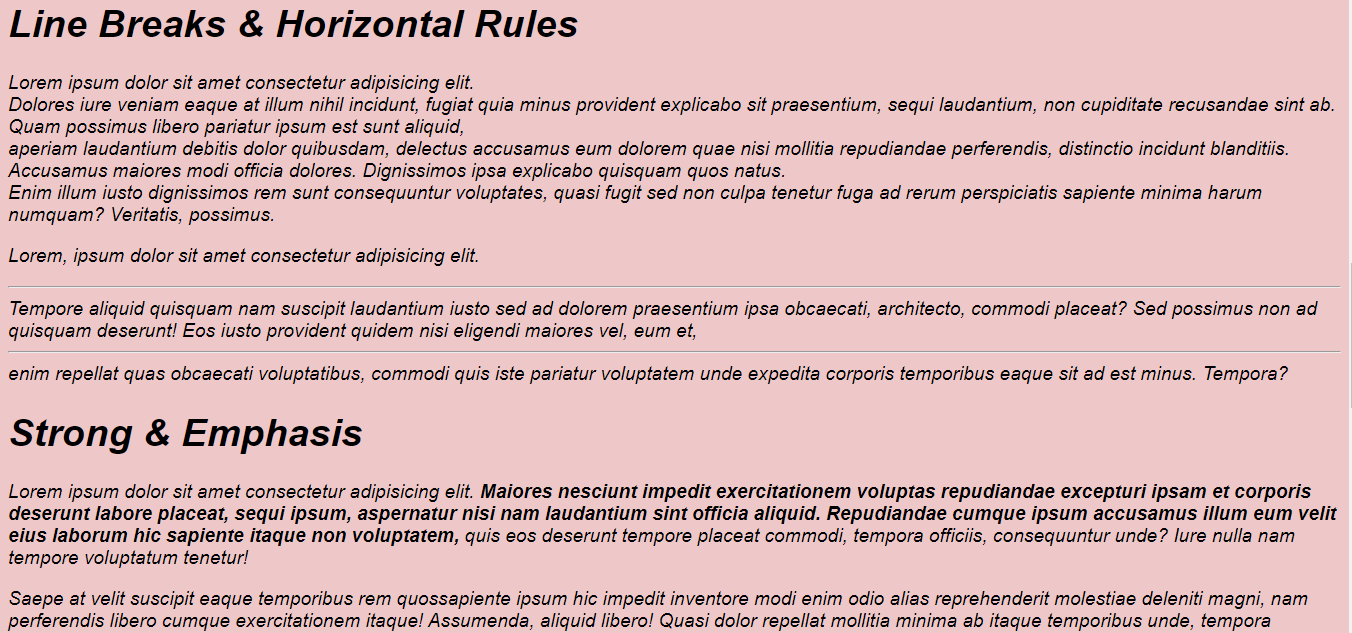 Line Breaks & Horizontal Rules
Lorem ipsum dolor sit amet consectetur adipisicing elit.
Dolores iure veniam eaque at illum nihil incidunt, fugiat quia minus provident explicabo sit praesentium, sequi laudantium, non cupiditate recusandae sint ab.
Quam possimus libero pariatur ipsum est sunt aliquid,
aperiam laudantium debitis dolor quibusdam, delectus accusamus eum dolorem quae nisi mollitia repudiandae perferendis, distinctio incidunt blanditiis.
Accusamus maiores modi officia dolores. Dignissimos ipsa explicabo quisquam quos natus.
Enim illum iusto dignissimos rem sunt consequuntur voluptates, quasi fugit sed non culpa tenetur fuga ad rerum perspiciatis sapiente minima harum
numquam? Veritatis, possimus.
Lorem, ipsum dolor sit amet consectetur adipisicing elit.
Tempore aliquid quisquam nam suscipit laudantium iusto sed ad dolorem praesentium ipsa obcaecati, architecto, commodi placeat? Sed possimus non ad
quisquam deserunt! Eos iusto provident quidem nisi eligendi maiores vel, eum et,
enim repellat quas obcaecati voluptatibus, commodi quis iste pariatur voluptatem unde expedita corporis temporibus eaque sit ad est minus. Tempora?
Strong & Emphasis
Lorem ipsum dolor sit amet consectetur adipisicing elit. Maiores nesciunt impedit exercitationem voluptas repudiandae excepturi ipsam et corporis
deserunt labore placeat, sequi ipsum, aspernatur nisi nam laudantium sint officia aliquid. Repudiandae cumque ipsum accusamus illum eum velit
eius laborum hic sapiente itaque non voluptatem, quis eos deserunt tempore placeat commodi, tempora officiis, consequuntur unde? Iure nulla nam
tempore voluptatum tenetur!
Saepe at velit suscipit eaque temporibus rem quossapiente ipsum hic impedit inventore modi enim odio alias reprehenderit molestiae deleniti magni, nam
perferendis libero cumque exercitationem itaque! Assumenda, aliquid libero! Quasi dolor repellat mollitia minima ab itaque temporibus unde, tempora